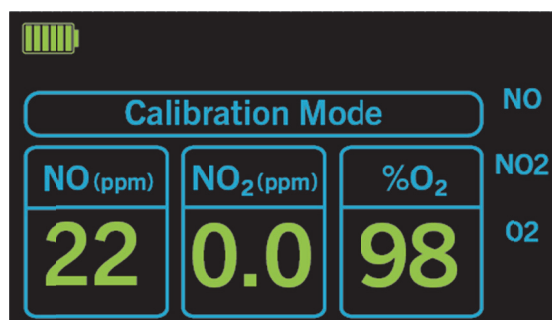 Calibration Mode
NO
NO(ppm) NO₂(ppm) %O₂
NO2
22 0.0 98
O2